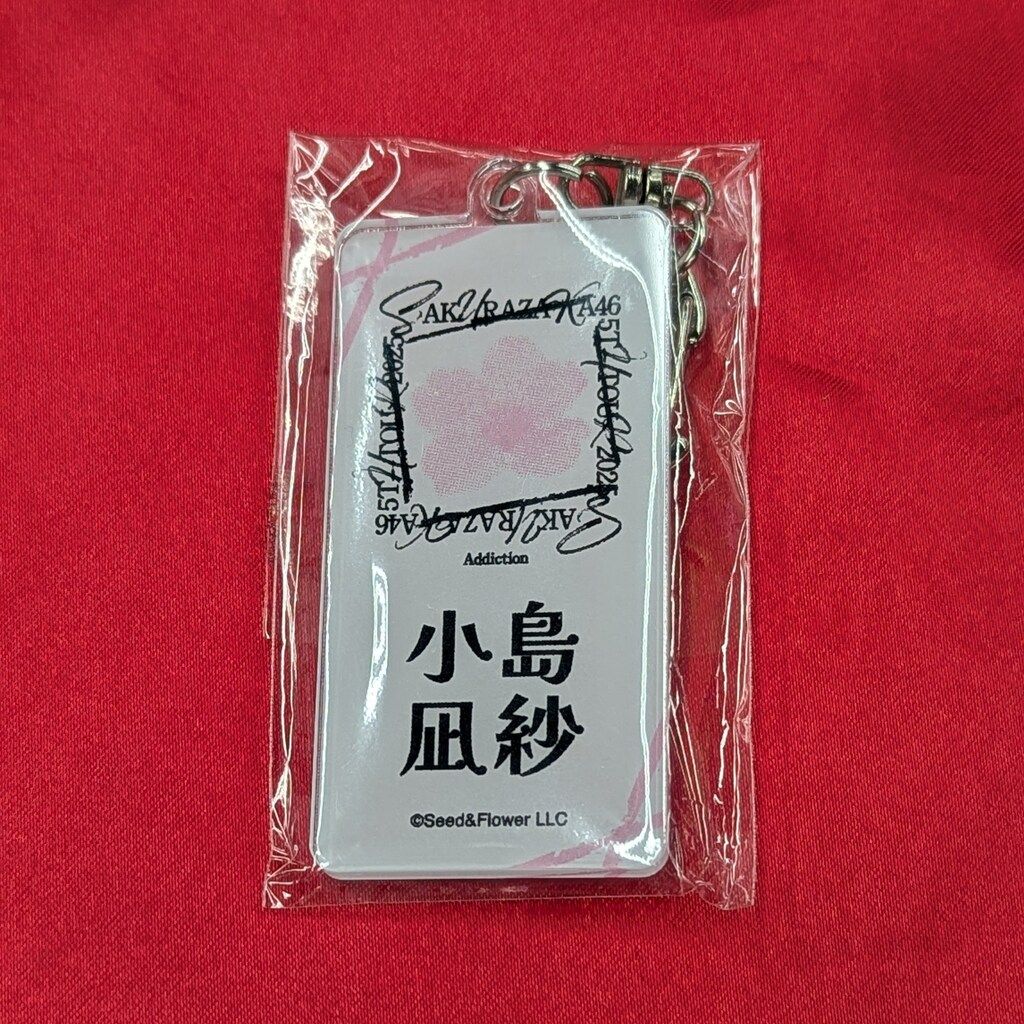 SAKURAZAKA46
5TH TOUR 2025
SAKURAZAKA46
5TH TOUR 2025
Addiction
小島
凪紗
©Seed&Flower LLC